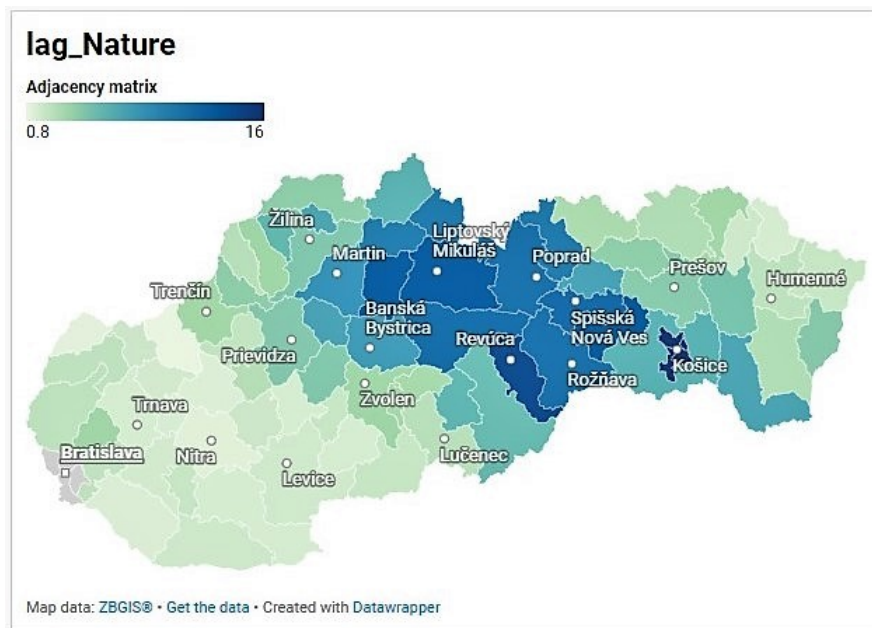 lag_Nature
Adjacency matrix
0.8 16
Žilina
Liptovský
Mikuláš
Martin
Poprad
Prešov
Humenné
Trenčín
Banská
Bystrica
Spišská
Nová Ves
Revúca
Prievidza
Košice
Rožňava
Zvolen
Trnava
Bratislava
Nitra
Lučenec
Levice
Map data: ZBGIS® • Get the data • Created with Datawrapper